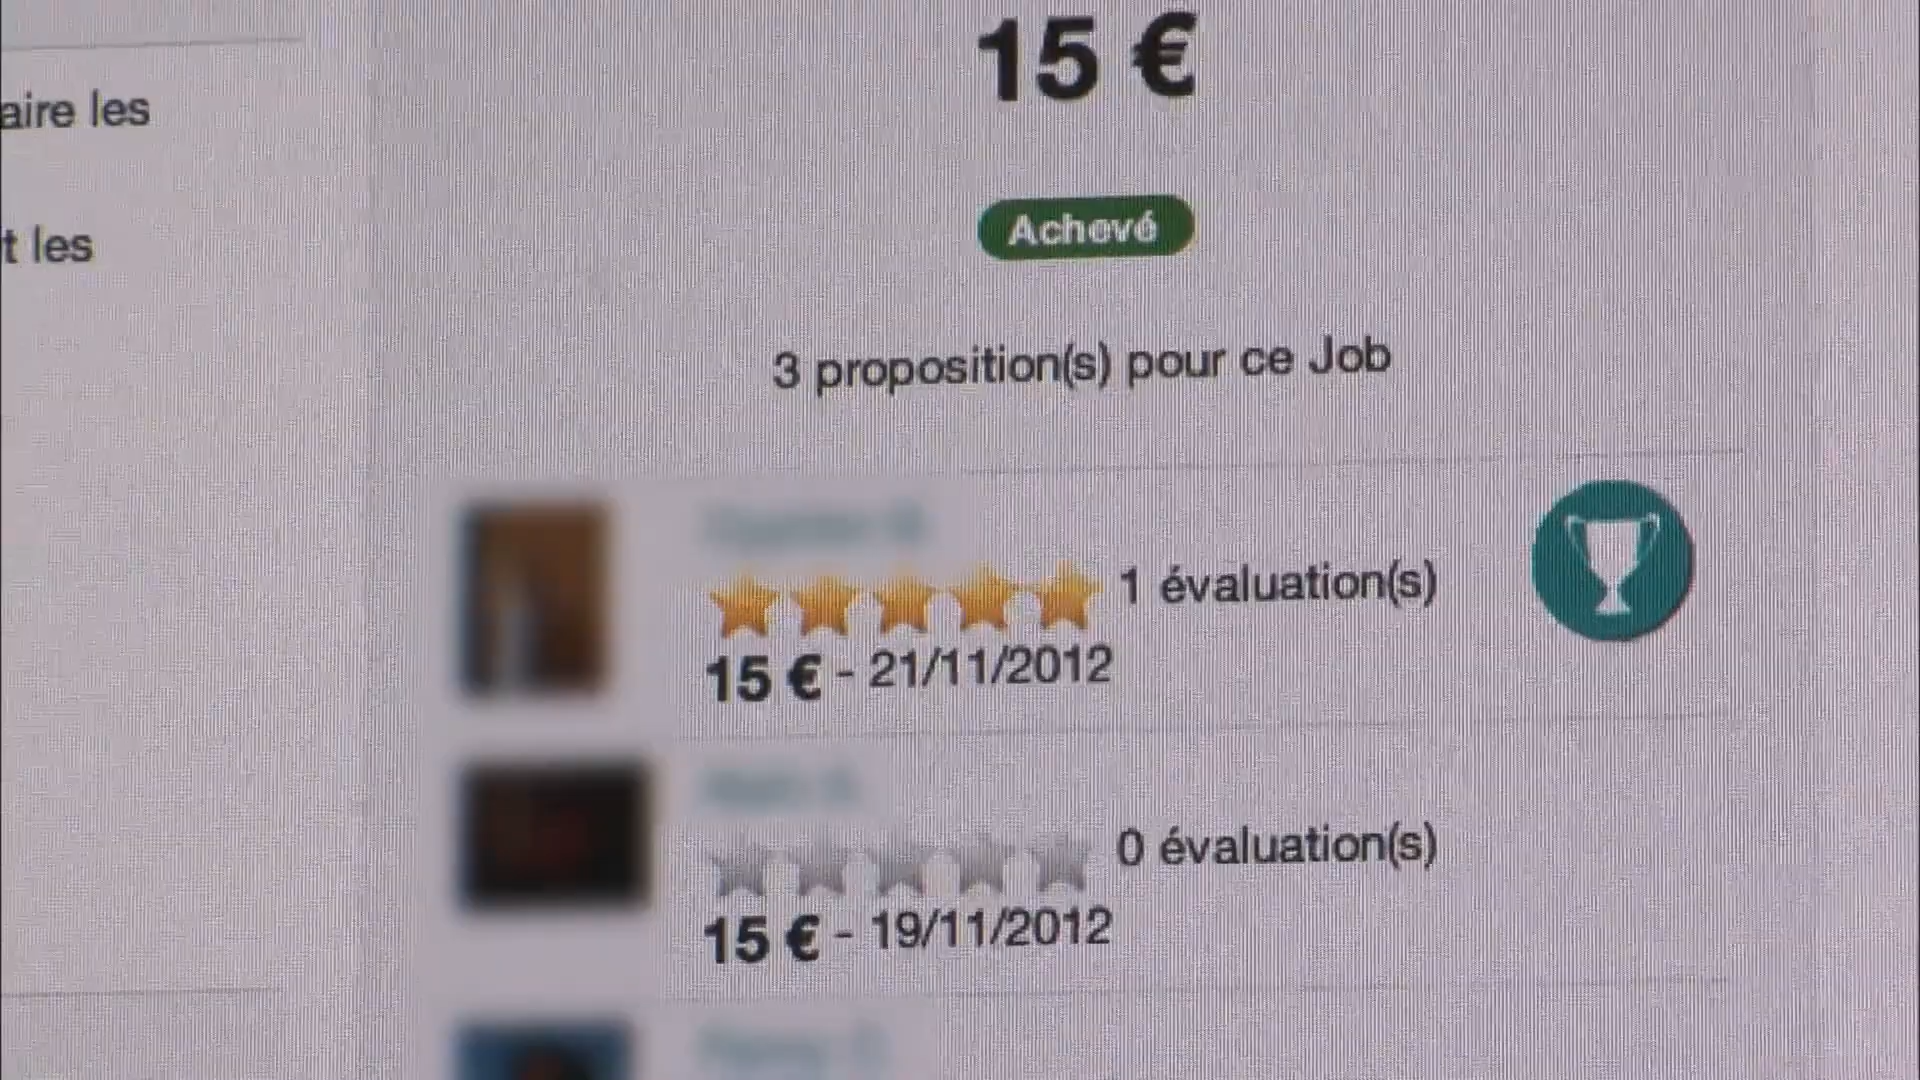 15 €
aire les
Achevé
t les
3 proposition(s) pour ce Job
1 évaluation(s)
15 € - 21/11/2012
0 évaluation(s)
15 € - 19/11/2012